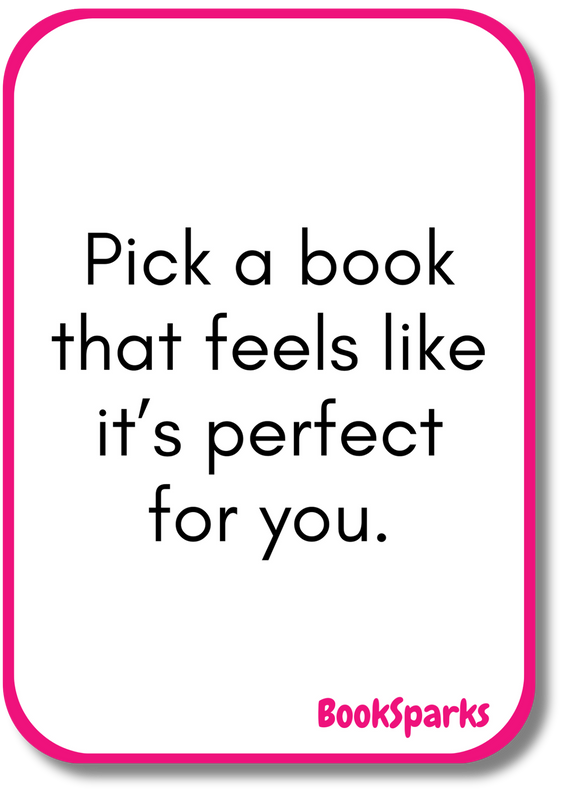 Pick a book
that feels like
it’s perfect
for you.
BookSparks